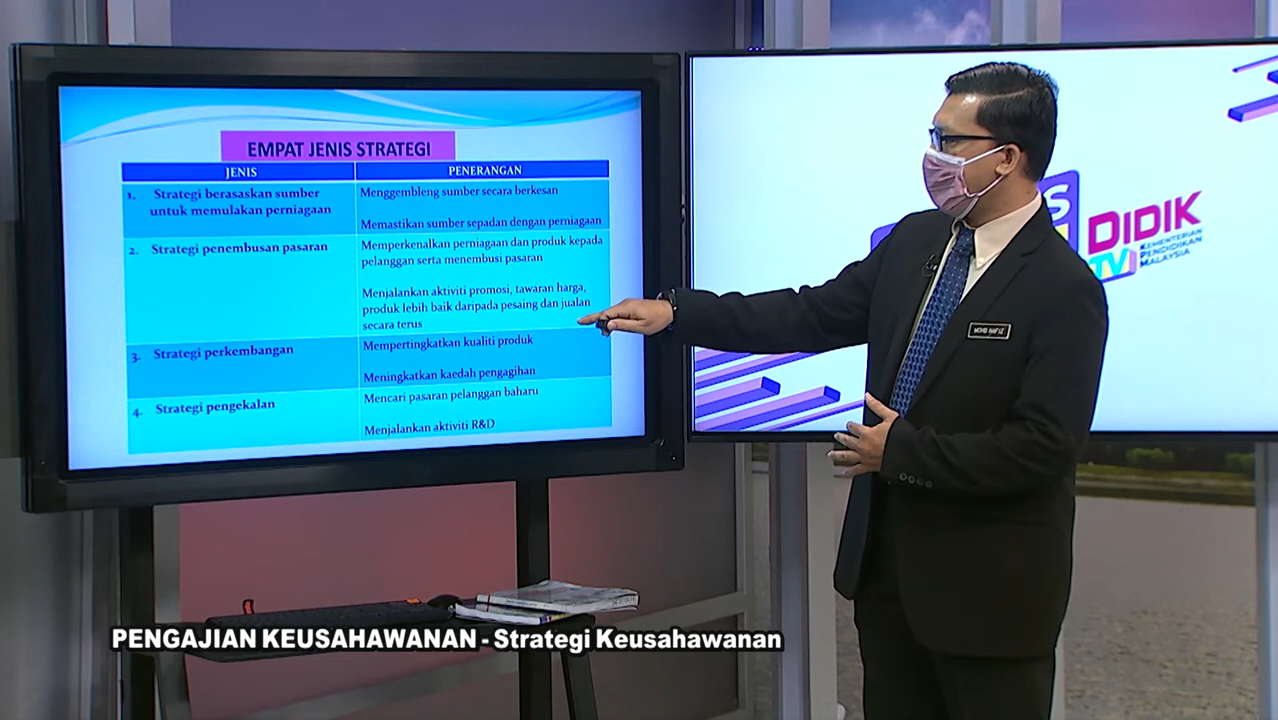 EMPAT JENIS STRATEGI
JENIS
PENERANGAN
1. Strategi berasaskan sumber
untuk memulakan perniagaan
Menggembleng sumber secara berkesan
Memastikan sumber sepadan dengan perniagaan
2. Strategi penembusan pasaran
Memperkenalkan perniagaan dan produk kepada
pelanggan serta menembusi pasaran
Menjalankan aktiviti promosi, tawaran harga,
produk lebih baik daripada pesaing dan jualan
secara terus
3. Strategi perkembangan
Mempertingkatkan kualiti produk
Meningkatkan kaedah pengagihan
4. Strategi pengekalan
Mencari pasaran pelanggan baharu
Menjalankan aktiviti R&D
S
DIDIK
TV
KEMENTERIAN
PENDIDIKAN
MALAYSIA
MOHD HAFIZ
PENGAJIAN KEUSAHAWANAN - Strategi Keusahawanan